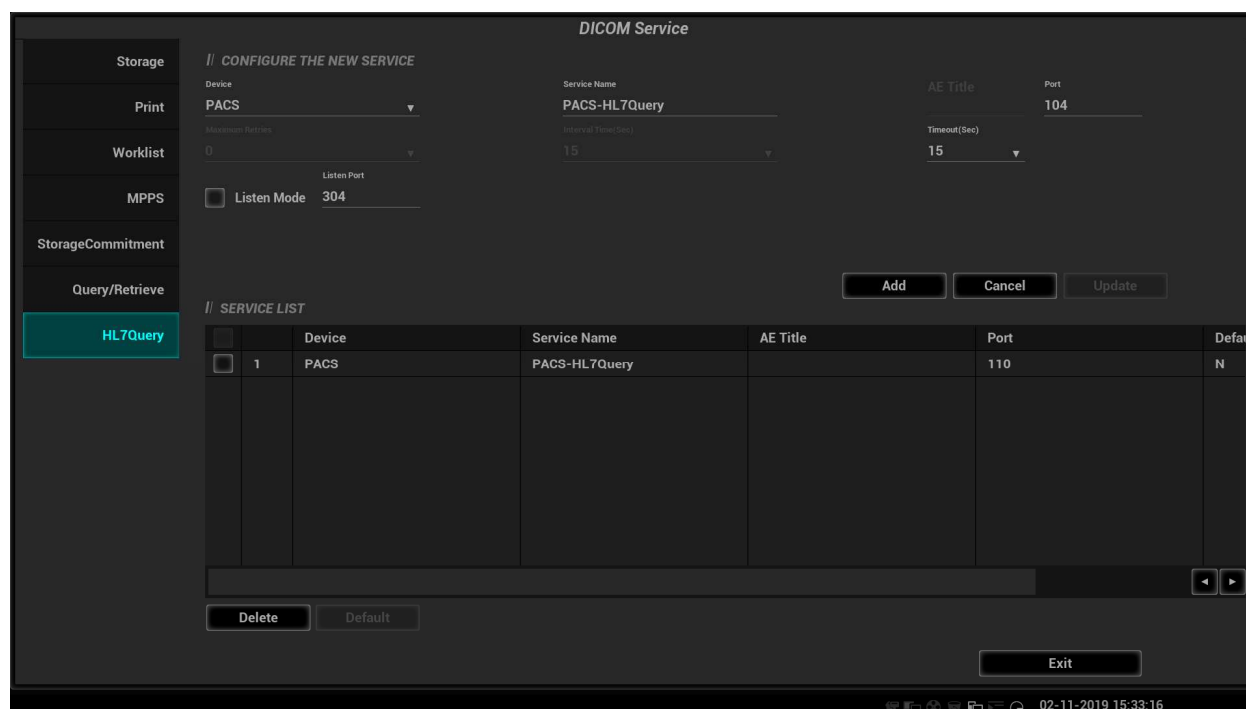 DICOM Service
Storage
Print
Worklist
MPPS
StorageCommitment
Query/Retrieve
HL7Query
// CONFIGURE THE NEW SERVICE
Device
PACS
Service Name
PACS-HL7Query
AE Title
Port
104
Maximum Retries
0
Interval Time(Sec)
15
Timeout(Sec)
15
Listen Mode
Listen Port
304
Add Cancel Update
// SERVICE LIST
Device Service Name AE Title Port Defau
1 PACS PACS-HL7Query 110 N
Delete Default
Exit
02-11-2019 15:33:16